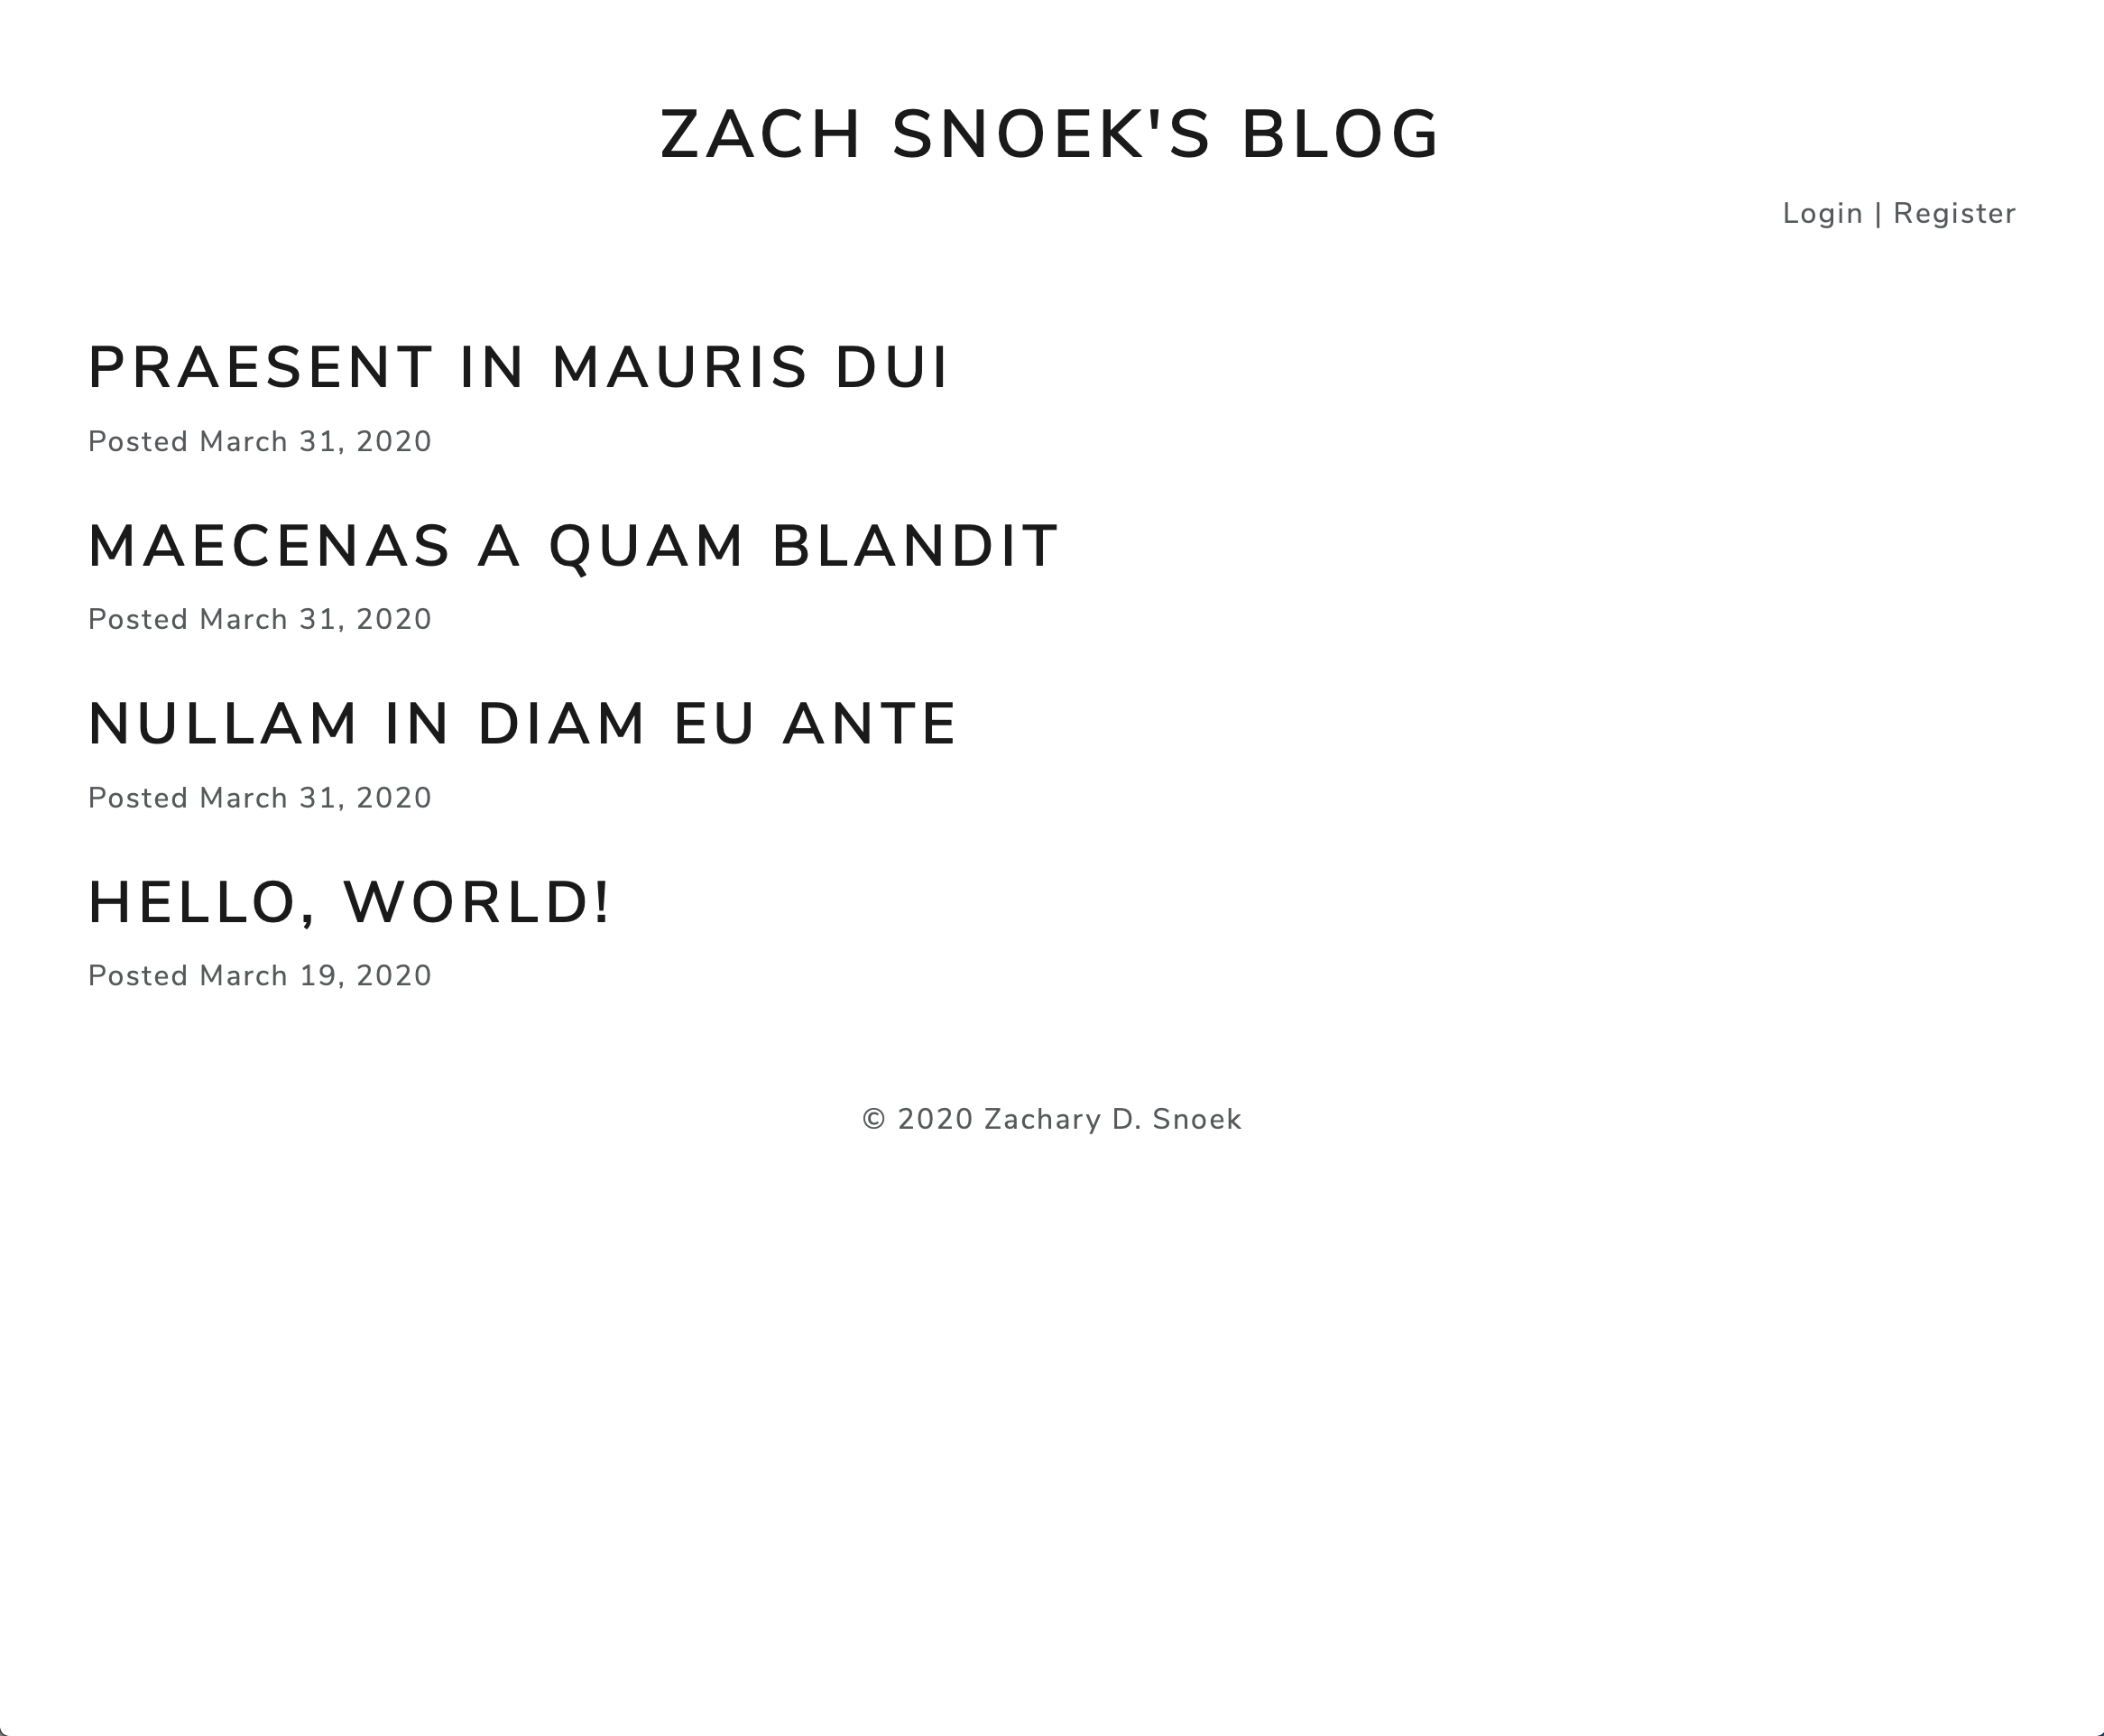 ZACH SNOEK'S BLOG
Login | Register
PRAESENT IN MAURIS DUI
Posted March 31, 2020
MAECENAS A QUAM BLANDIT
Posted March 31, 2020
NULLAM IN DIAM EU ANTE
Posted March 31, 2020
HELLO, WORLD!
Posted March 19, 2020
© 2020 Zachary D. Snoek